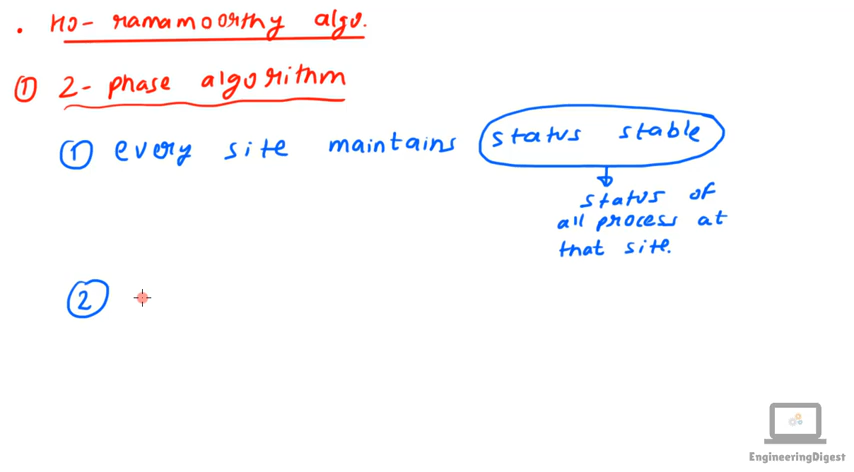 . Ho- ramamoorthy algo.
① 2- phase algorithm
① every site maintains status stable
status of
all process at
that site.
②
EngineeringDigest